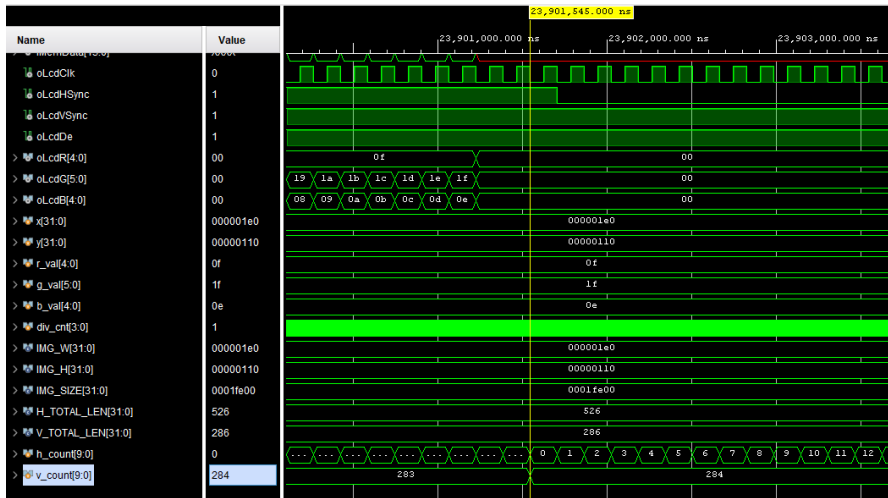 23,901,545.000 ns
Name Value
23,901,000.000 ns 23,902,000.000 ns 23,903,000.000 ns
oLcdClk 0
oLcdHSync 1
oLcdVSync 1
oLcdDe 1
oLcdR[4:0] 00 0f 00
oLcdG[5:0] 00 19 1a 1b 1c 1d 1e 1f 00
oLcdB[4:0] 00 08 09 0a 0b 0c 0d 0e 00
x[31:0] 000001e0 000001e0
y[31:0] 00000110 00000110
r_val[4:0] 0f 0f
g_val[5:0] 1f 1f
b_val[4:0] 0e 0e
div_cnt[3:0] 1
IMG_W[31:0] 000001e0 000001e0
IMG_H[31:0] 00000110 00000110
IMG_SIZE[31:0] 0001fe00 0001fe00
H_TOTAL_LEN[31:0] 526 526
V_TOTAL_LEN[31:0] 286 286
h_count[9:0] 0 ... ... ... ... ... ... ... ... ... 0 1 2 3 4 5 6 7 8 9 10 11 12
v_count[9:0] 284 283 284